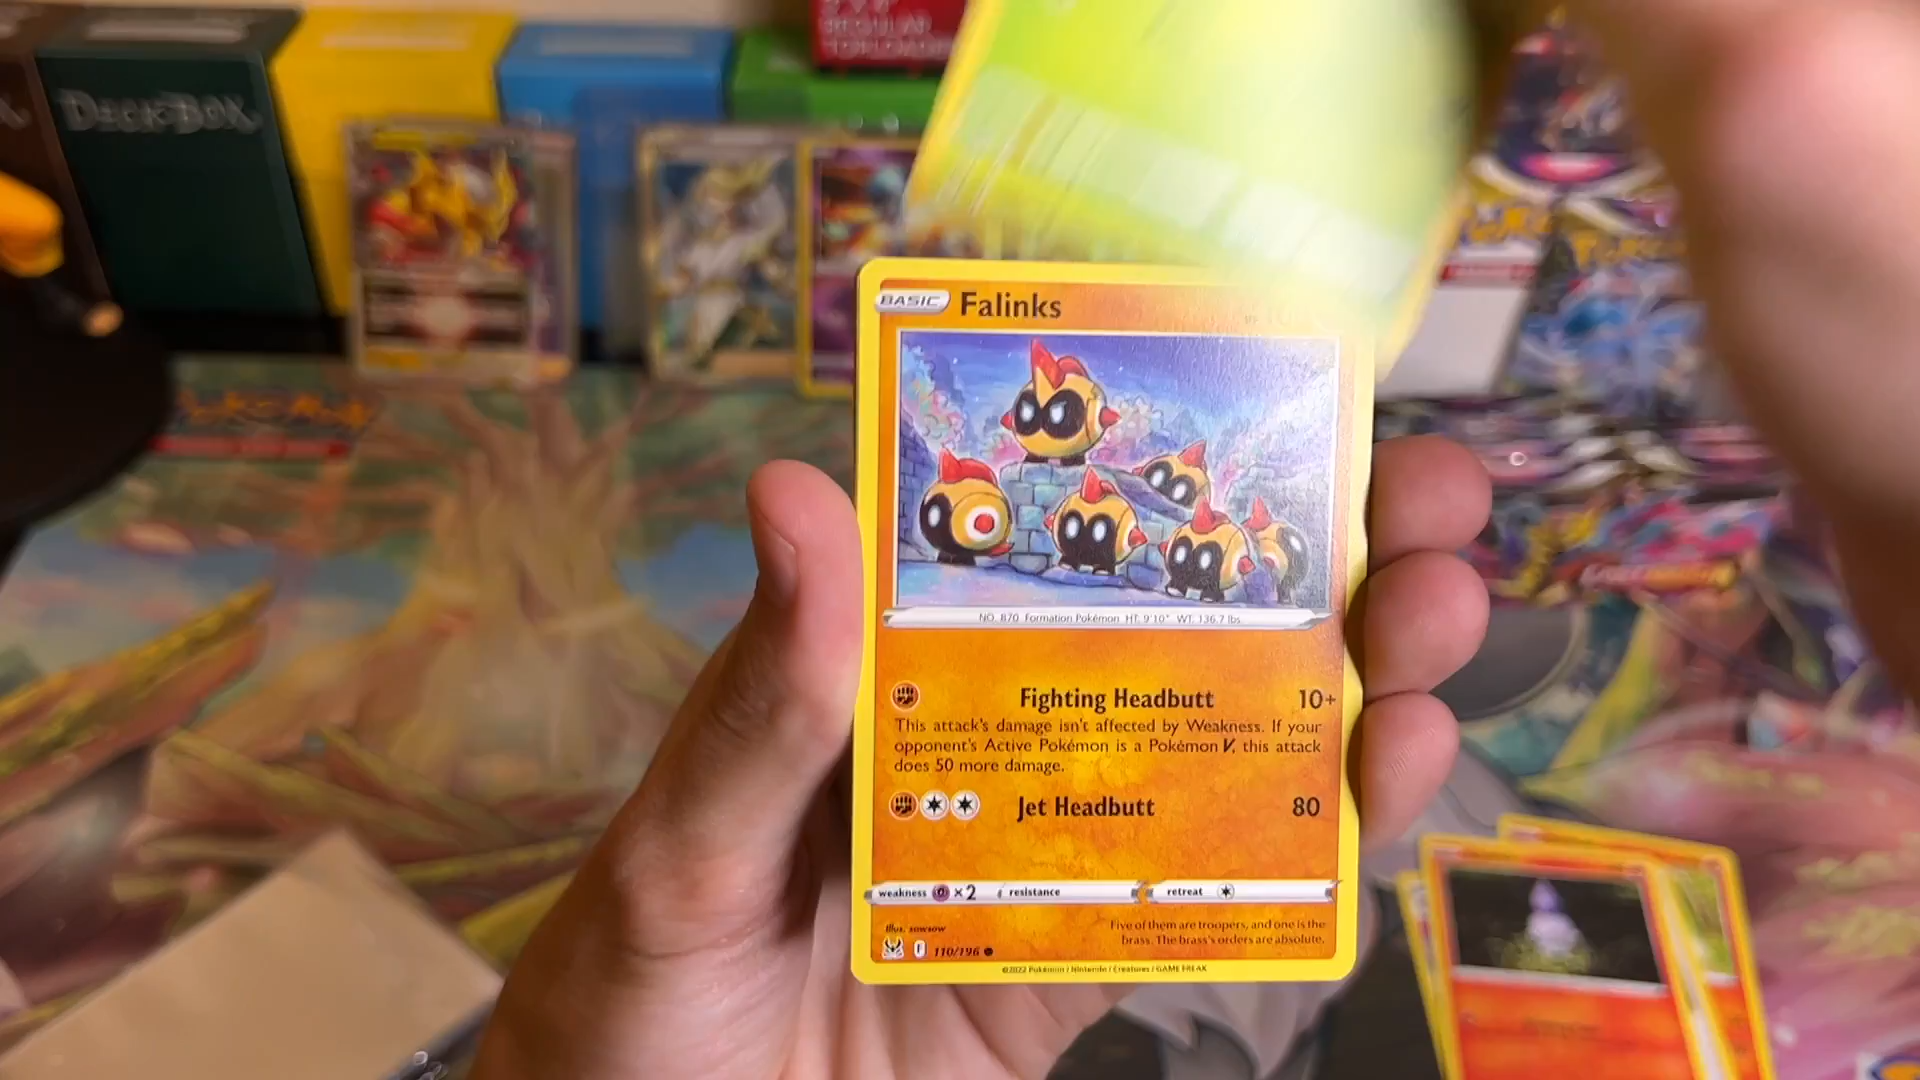 REGULAR
TOPLOADER
DECK BOX
BASIC Falinks
NO. 870 Formation Pokémon HT: 9'10" WT: 136.7 lbs.
Fighting Headbutt 10+
This attack's damage isn't affected by Weakness. If your
opponent's Active Pokémon is a Pokémon V, this attack
does 50 more damage.
Jet Headbutt 80
weakness ×2 resistance retreat
Illus. sowsow
Five of them are troopers, and one is the
brass. The brass's orders are absolute.
F 110/196
©2022 Pokémon / Nintendo / Creatures / GAME FREAK